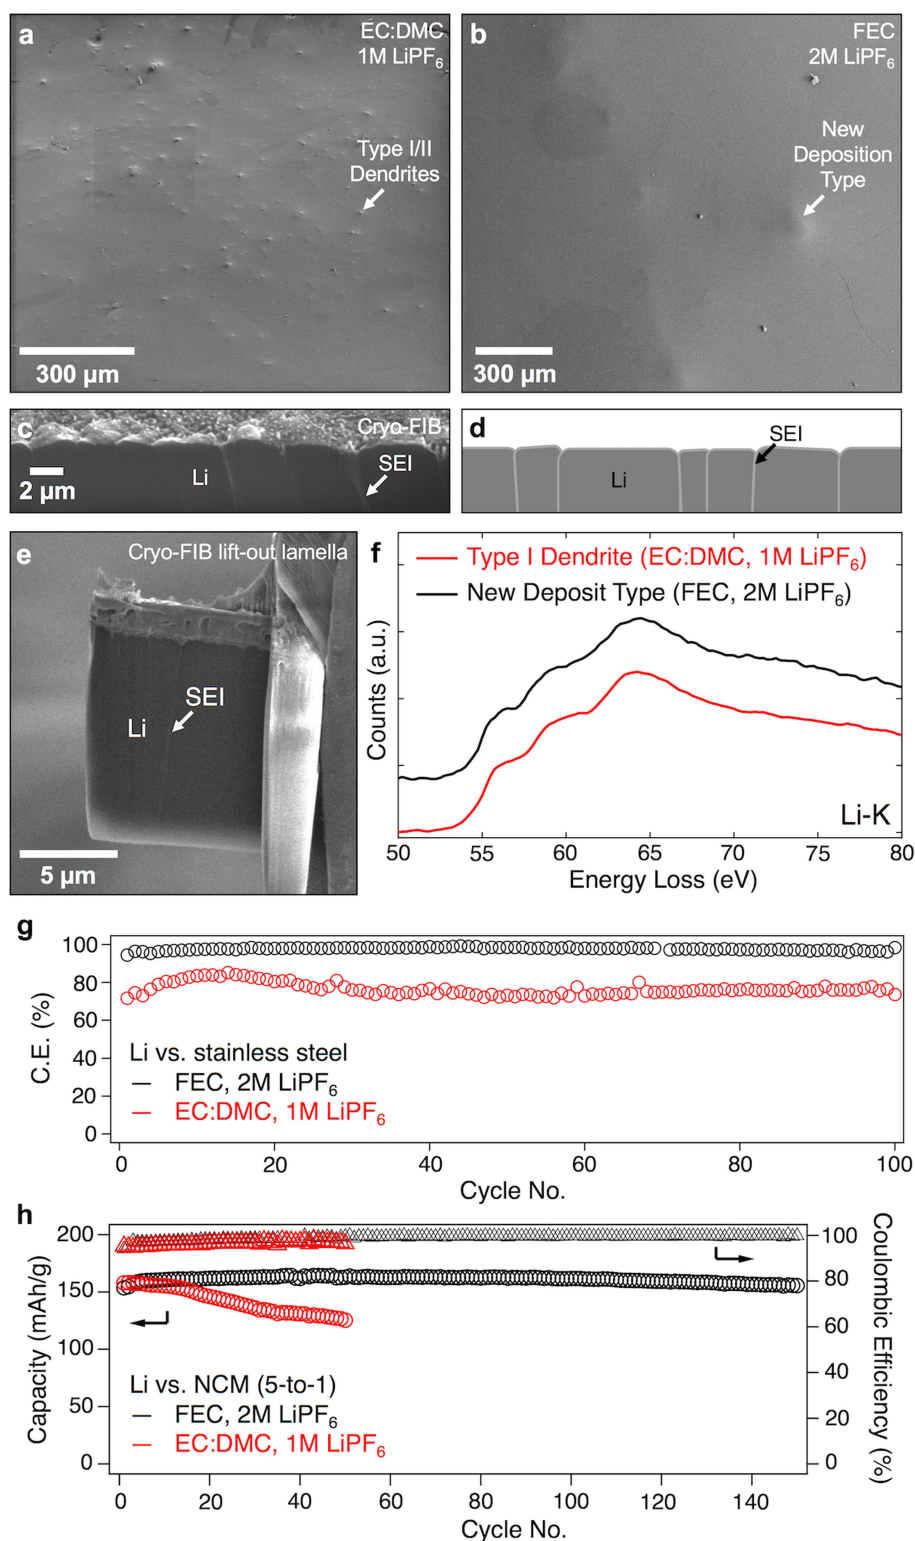 a
EC:DMC
1M LiPF₆
Type I/II
Dendrites
300 µm
b
FEC
2M LiPF₆
New
Deposition
Type
300 µm
c
Cryo-FIB
Li
SEI
2 µm
d
SEI
Li
e
Cryo-FIB lift-out lamella
SEI
Li
5 µm
f
Type I Dendrite (EC:DMC, 1M LiPF₆)
New Deposit Type (FEC, 2M LiPF₆)
Counts (a.u.)
Li-K
50 55 60 65 70 75 80
Energy Loss (eV)
g
100
80
60
40
20
0
C.E. (%)
Li vs. stainless steel
FEC, 2M LiPF₆
EC:DMC, 1M LiPF₆
0 20 40 60 80 100
Cycle No.
h
200
150
100
50
0
Capacity (mAh/g)
Li vs. NCM (5-to-1)
FEC, 2M LiPF₆
EC:DMC, 1M LiPF₆
100
80
60
40
20
0
Coulombic Efficiency (%)
0 20 40 60 80 100 120 140
Cycle No.